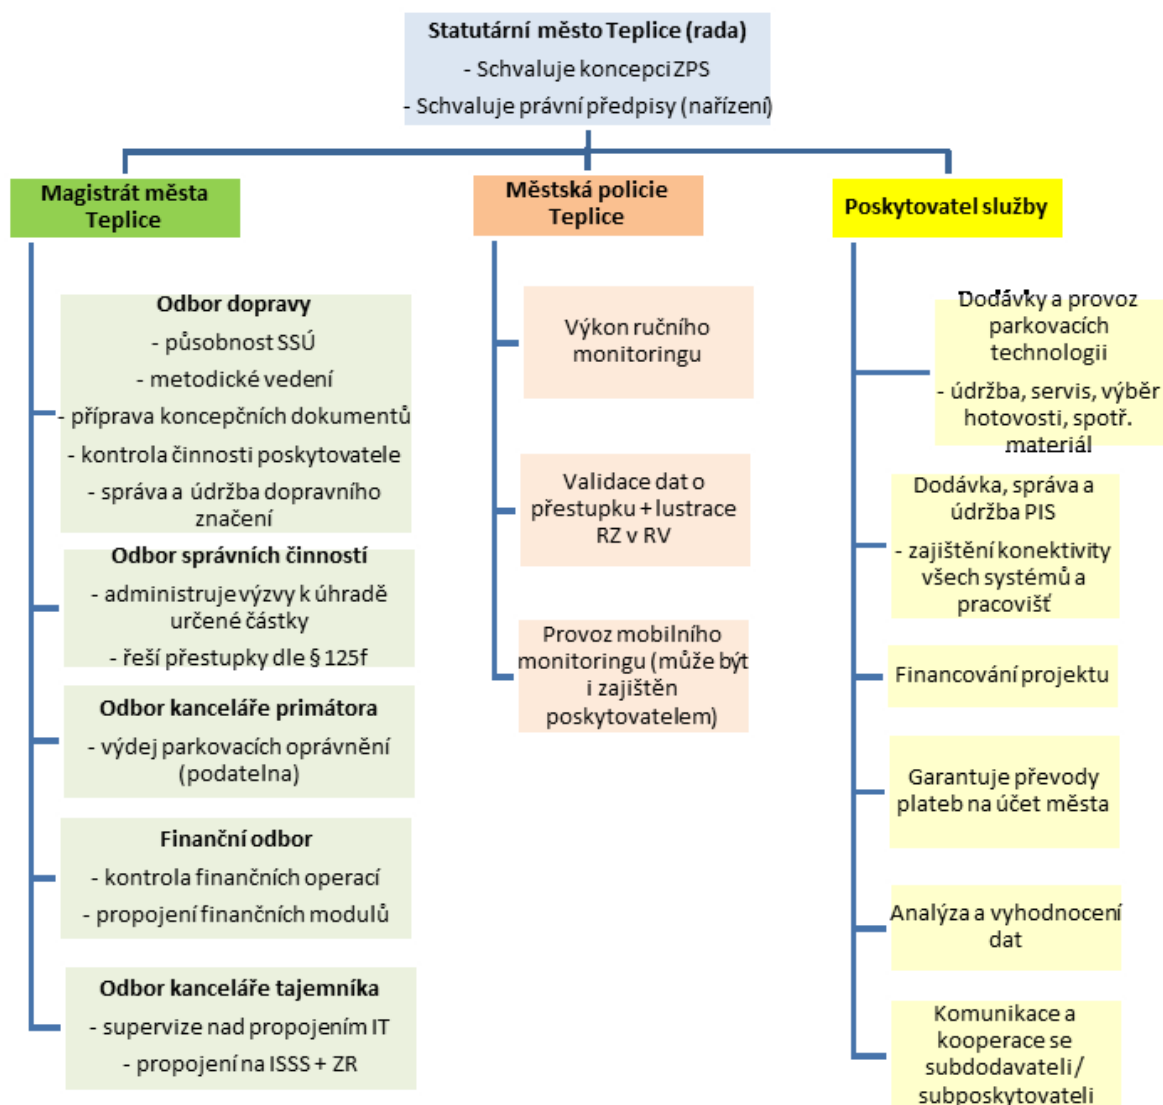 Statutární město Teplice (rada)
- Schvaluje koncepci ZPS
- Schvaluje právní předpisy (nařízení)
Magistrát města
Teplice
Odbor dopravy
- působnost SSÚ
- metodické vedení
- příprava koncepčních dokumentů
- kontrola činnosti poskytovatele
- správa a údržba dopravního
značení
Odbor správních činností
- administruje výzvy k úhradě
určené částky
- řeší přestupky dle § 125f
Odbor kanceláře primátora
- výdej parkovacích oprávnění
(podatelna)
Finanční odbor
- kontrola finančních operací
- propojení finančních modulů
Odbor kanceláře tajemníka
- supervize nad propojením IT
- propojení na ISSS + ZR
Městská policie
Teplice
Výkon ručního
monitoringu
Validace dat o
přestupku + lustrace
RZ v RV
Provoz mobilního
monitoringu (může být
i zajištěn
poskytovatelem)
Poskytovatel služby
Dodávky a provoz
parkovacích
technologii
- údržba, servis, výběr
hotovosti, spotř.
materiál
Dodávka, správa a
údržba PIS
- zajištění konektivity
všech systémů a
pracovišť
Financování projektu
Garantuje převody
plateb na účet města
Analýza a vyhodnocení
dat
Komunikace a
kooperace se
subdodavateli /
subposkytovateli